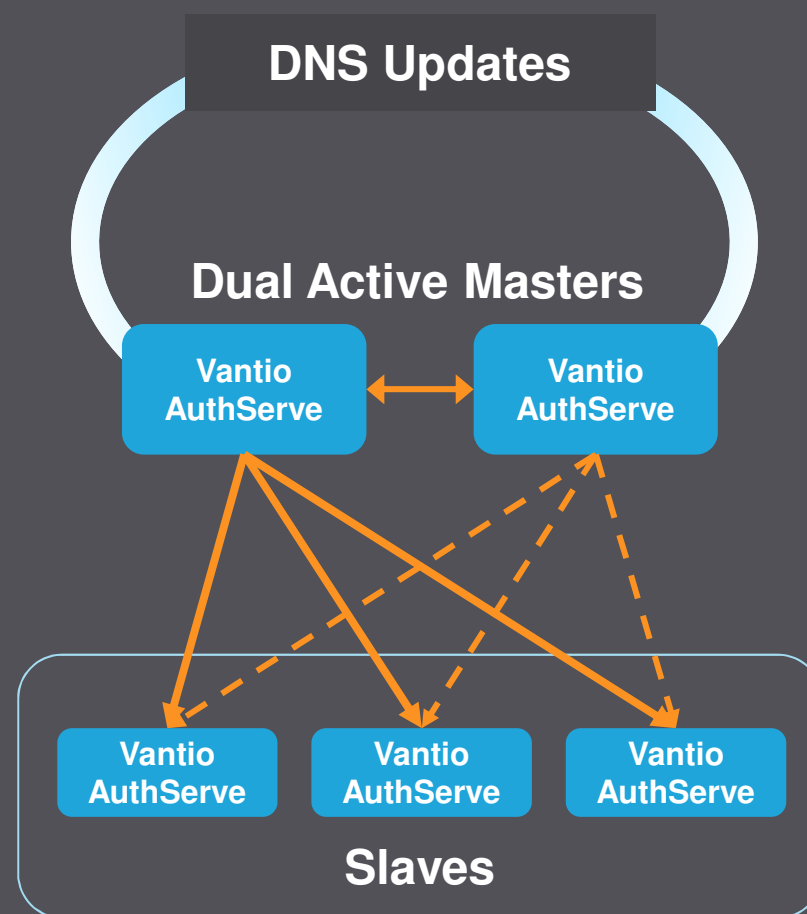 DNS Updates
Dual Active Masters
Vantio
AuthServe
Vantio
AuthServe
Vantio
AuthServe
Vantio
AuthServe
Vantio
AuthServe
Slaves